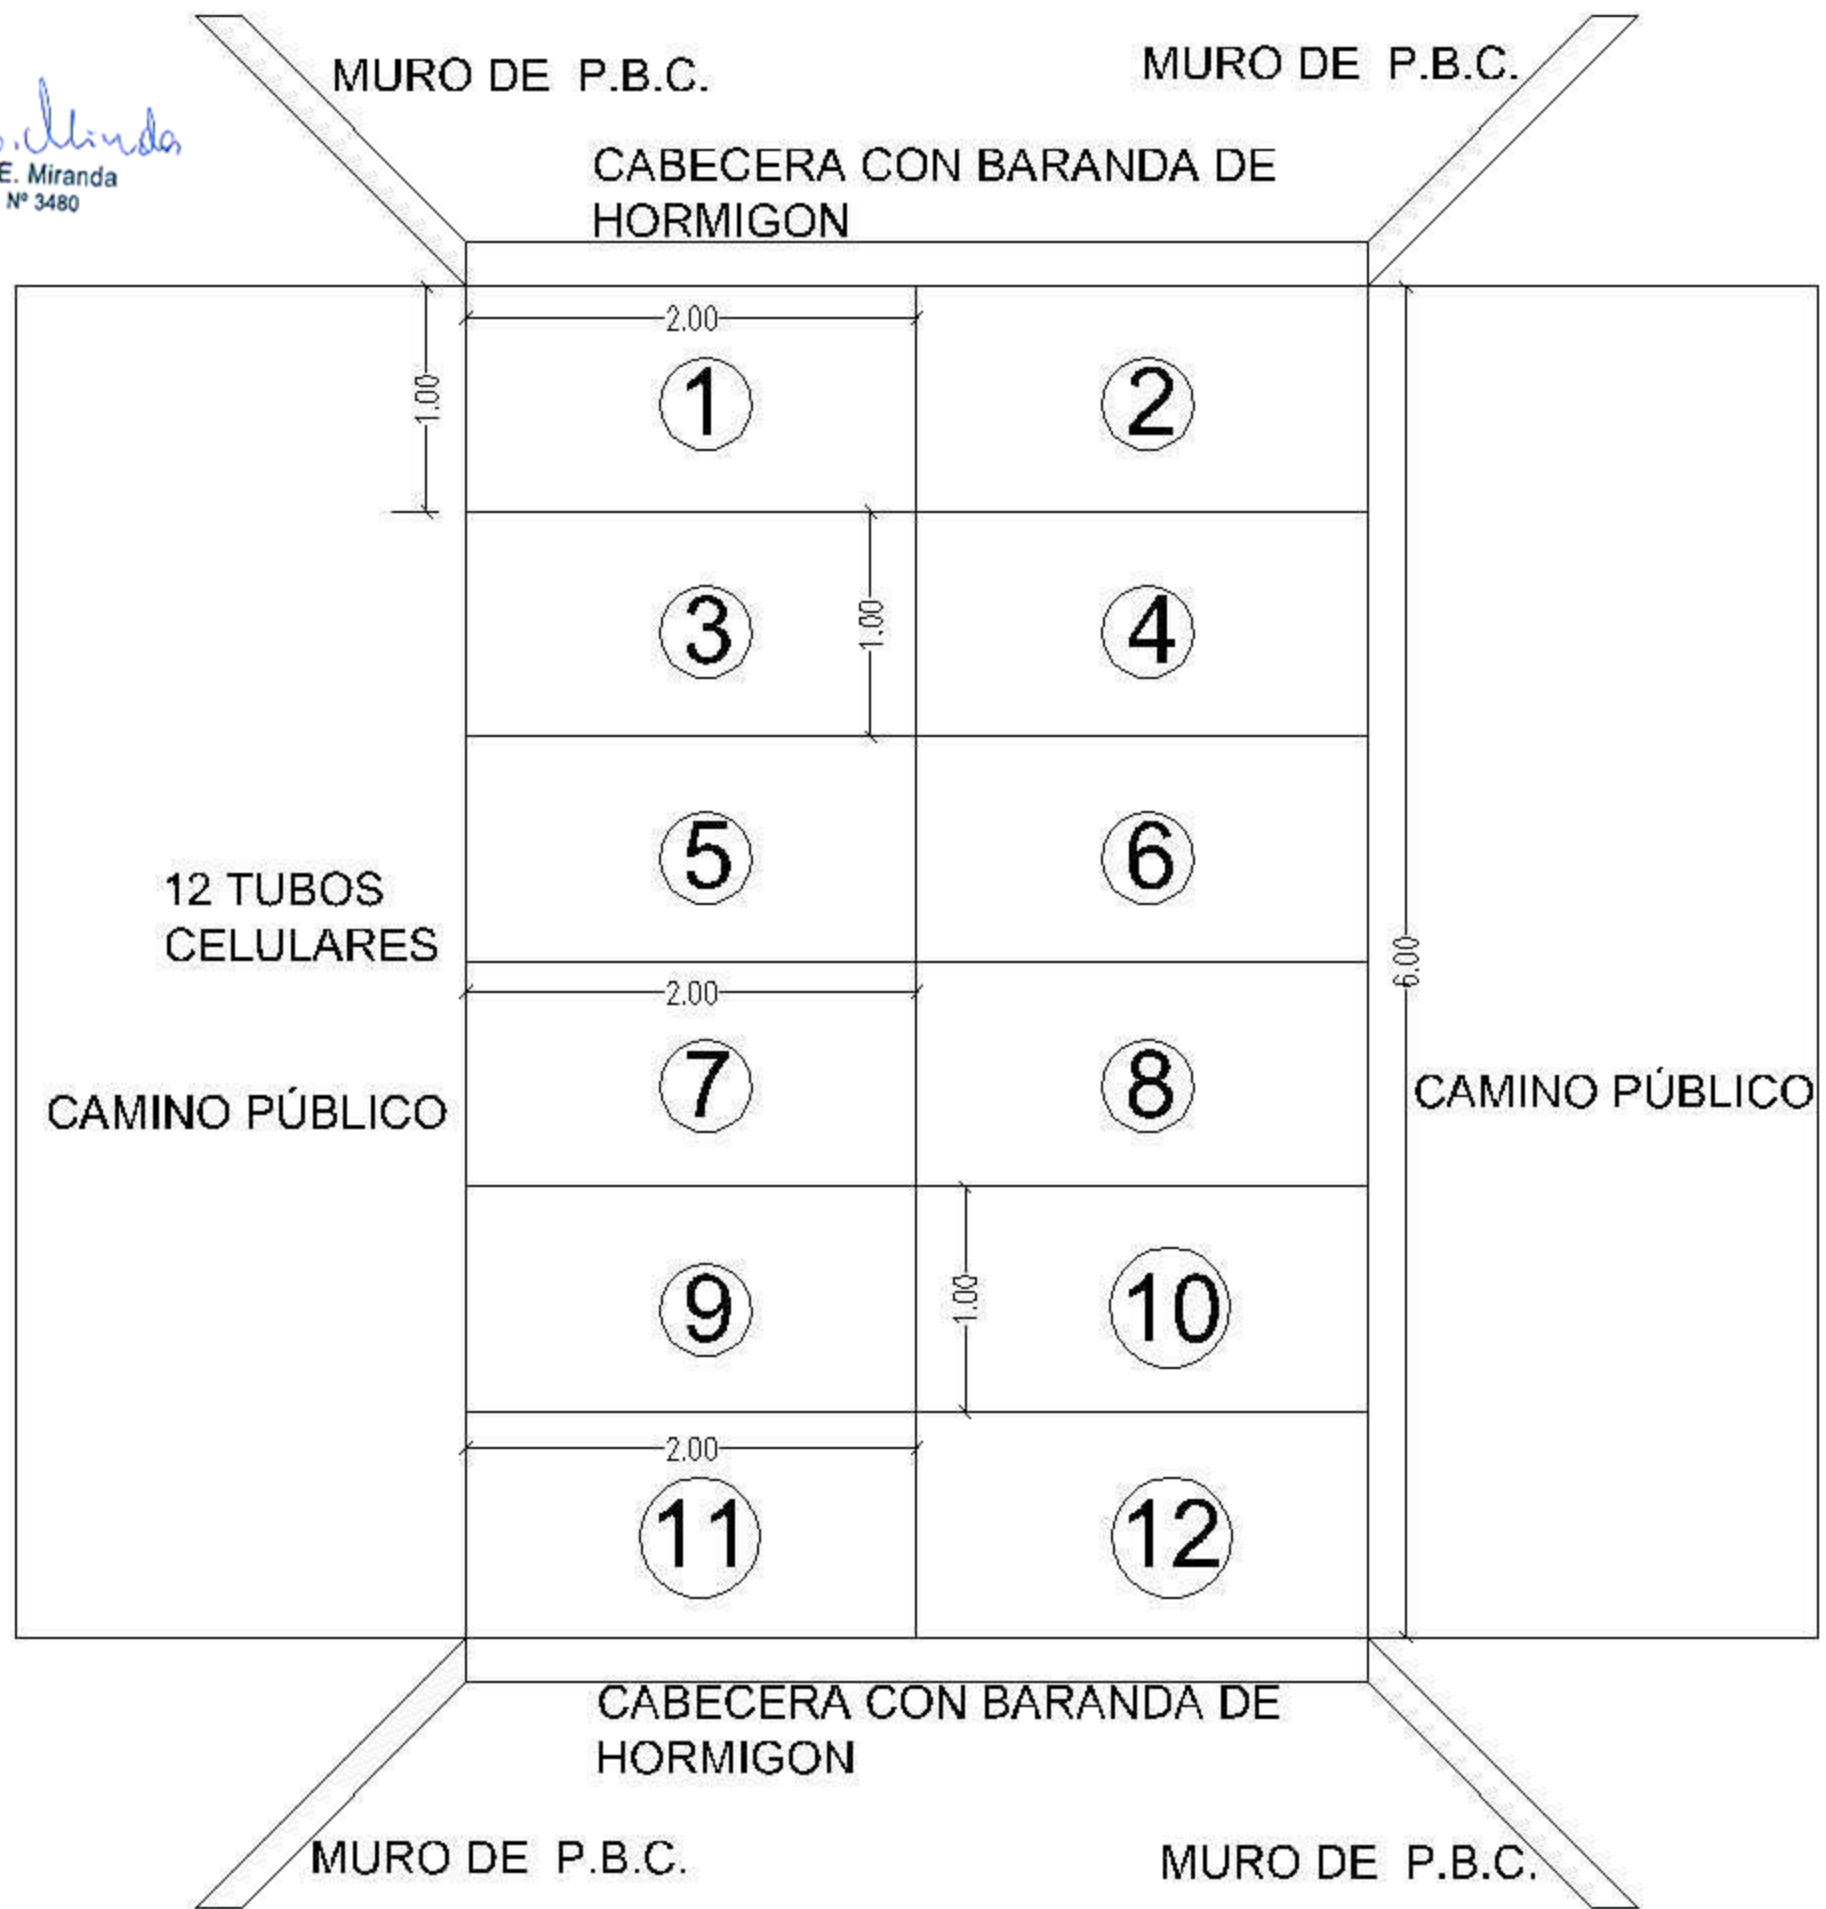 MURO DE P.B.C.
MURO DE P.B.C.
E. Miranda
Nº 3480
CABECERA CON BARANDA DE
HORMIGON
2.00
1.00
1
2
3
1.00
4
5
6
12 TUBOS
CELULARES
6.00
2.00
7
8
CAMINO PÚBLICO
CAMINO PÚBLICO
9
1.00
10
2.00
11
12
CABECERA CON BARANDA DE
HORMIGON
MURO DE P.B.C.
MURO DE P.B.C.